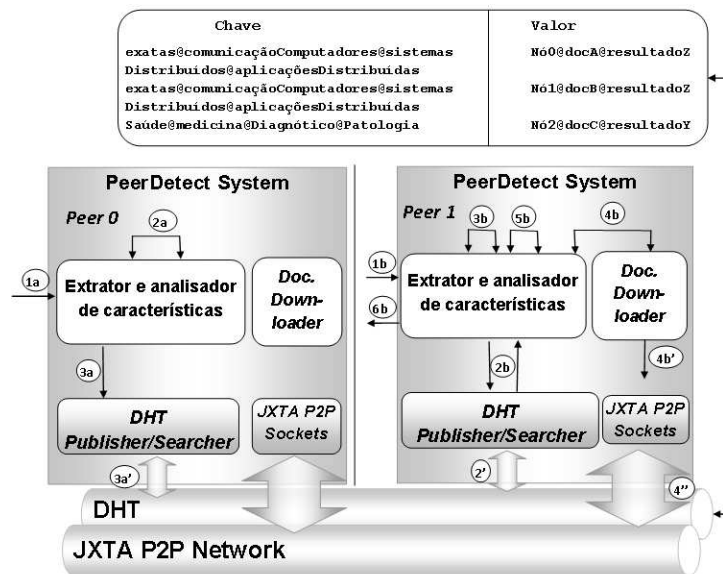 Chave
Valor
exatas@comunicaçãoComputadores@sistemas
Distribuídos@aplicaçõesDistribuídas
Nó0@docA@resultadoZ
exatas@comunicaçãoComputadores@sistemas
Distribuídos@aplicaçõesDistribuídas
Nó1@docB@resultadoZ
Saúde@medicina@Diagnótico@Patologia
Nó2@docC@resultadoY
PeerDetect System
Peer 0
2a
1a
Extrator e analisador
de características
Doc.
Down-
loader
3a
DHT
Publisher/Searcher
JXTA P2P
Sockets
3a'
PeerDetect System
Peer 1
3b
5b
4b
1b
6b
Extrator e analisador
de características
Doc.
Down-
loader
2b
4b'
DHT
Publisher/Searcher
JXTA P2P
Sockets
2'
4''
DHT
JXTA P2P Network